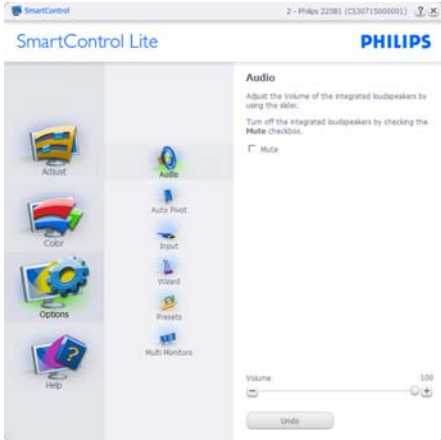 SmartControl
2 - Philips 225B1 (CS30715000001)
SmartControl Lite
PHILIPS
Adjust
Color
Options
Help
Audio
Auto Pivot
Input
Wizard
Presets
Multi Monitors
Audio
Adjust the Volume of the integrated loudspeakers by
using the slider.
Turn off the integrated loudspeakers by checking the
Mute checkbox.
Mute
Volume
100
Undo